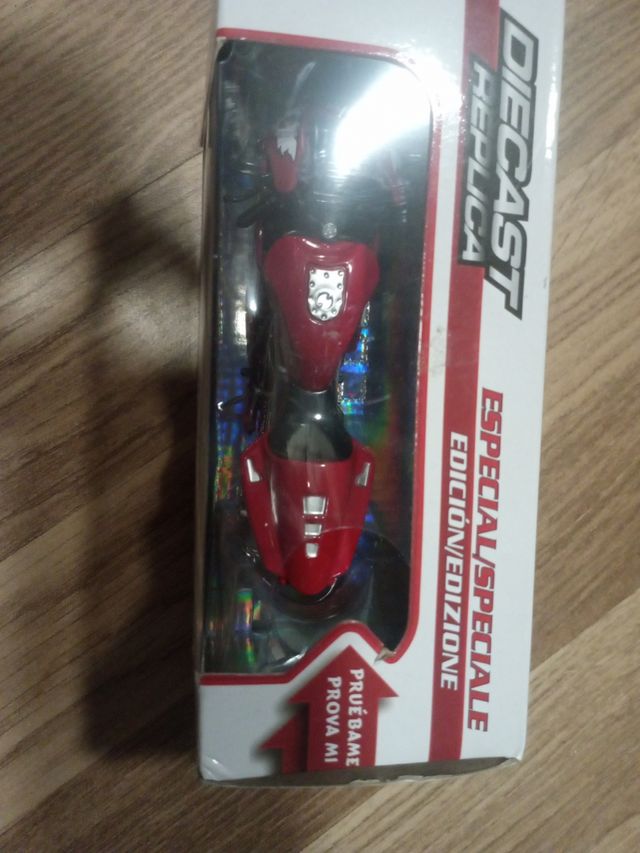 DIECAST
REPLICA
ESPECIAL/SPECIALE
EDICIÓN/EDIZIONE
PRUÉBAME
PROVA MI